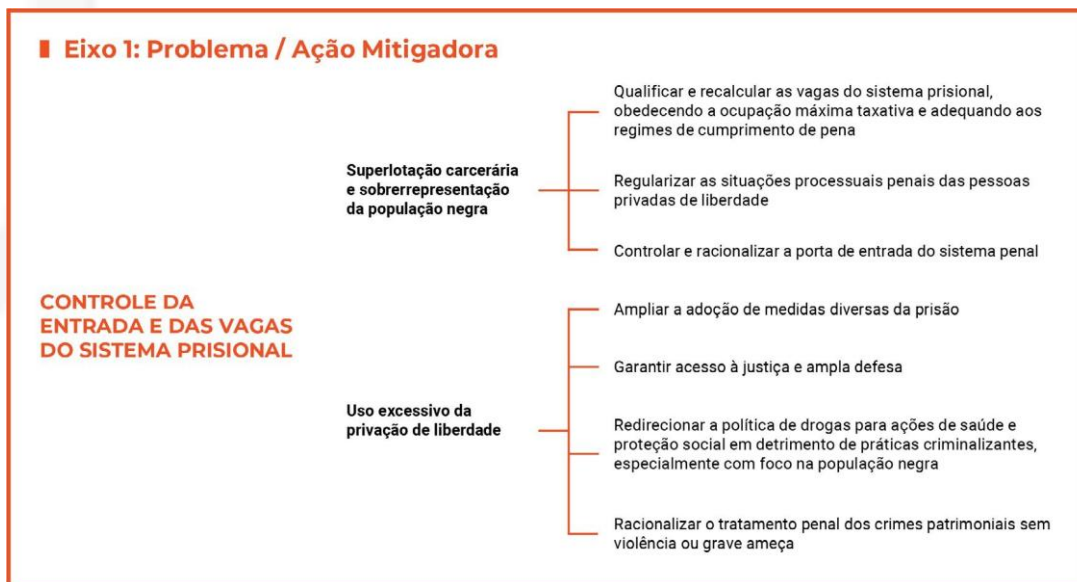 Eixo 1: Problema / Ação Mitigadora
CONTROLE DA
ENTRADA E DAS VAGAS
DO SISTEMA PRISIONAL
Superlotação carcerária
e sobrerrepresentação
da população negra
Qualificar e recalcular as vagas do sistema prisional,
obedecendo a ocupação máxima taxativa e adequando aos
regimes de cumprimento de pena
Regularizar as situações processuais penais das pessoas
privadas de liberdade
Controlar e racionalizar a porta de entrada do sistema penal
Uso excessivo da
privação de liberdade
Ampliar a adoção de medidas diversas da prisão
Garantir acesso à justiça e ampla defesa
Redirecionar a política de drogas para ações de saúde e
proteção social em detrimento de práticas criminalizantes,
especialmente com foco na população negra
Racionalizar o tratamento penal dos crimes patrimoniais sem
violência ou grave ameça